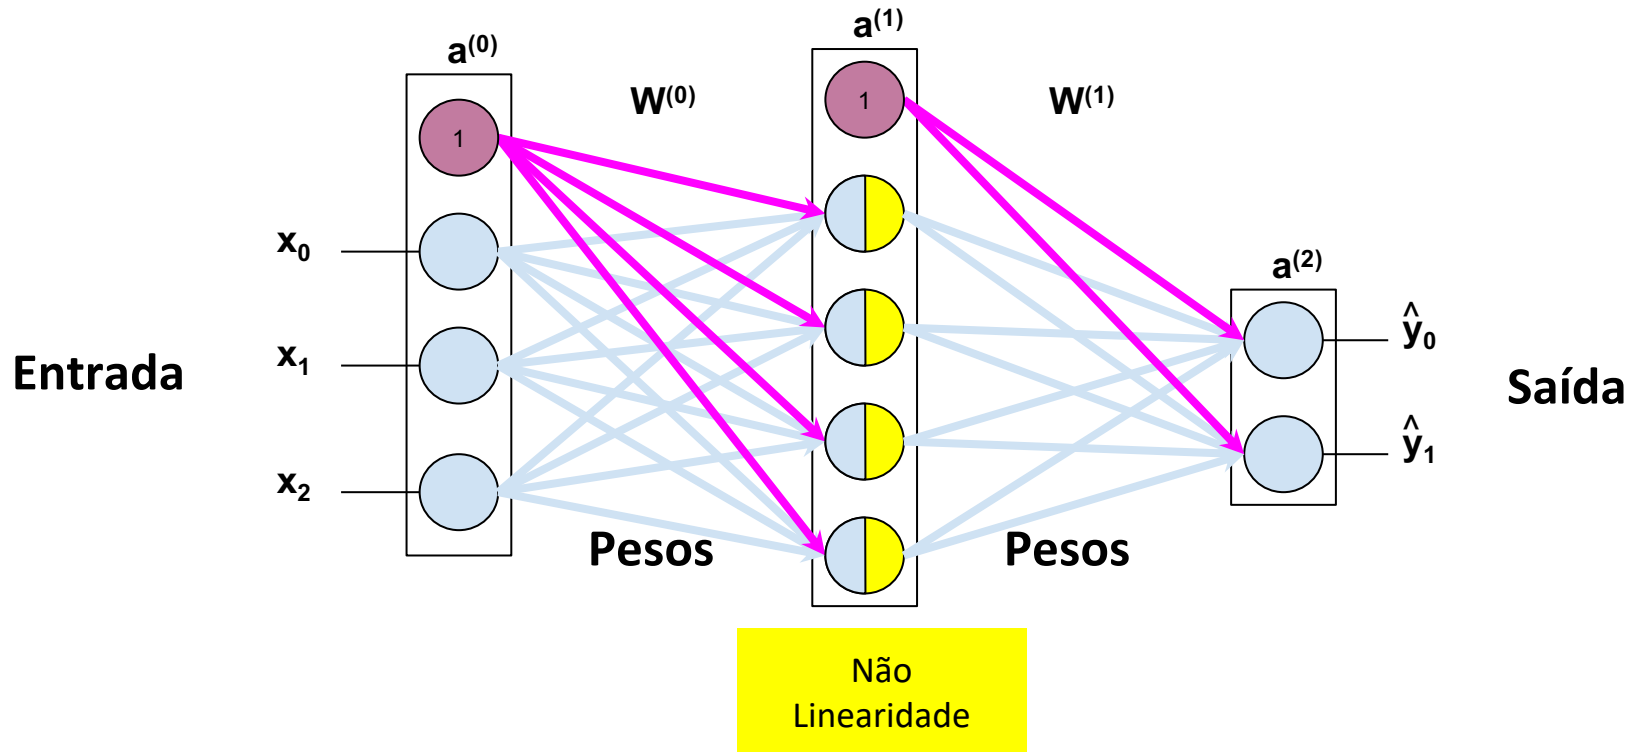 a(0)
a(1)
W(0)
W(1)
1
1
x0
x1
x2
Entrada
a(2)
ŷ0
ŷ1
Saída
Pesos
Pesos
Não
Linearidade